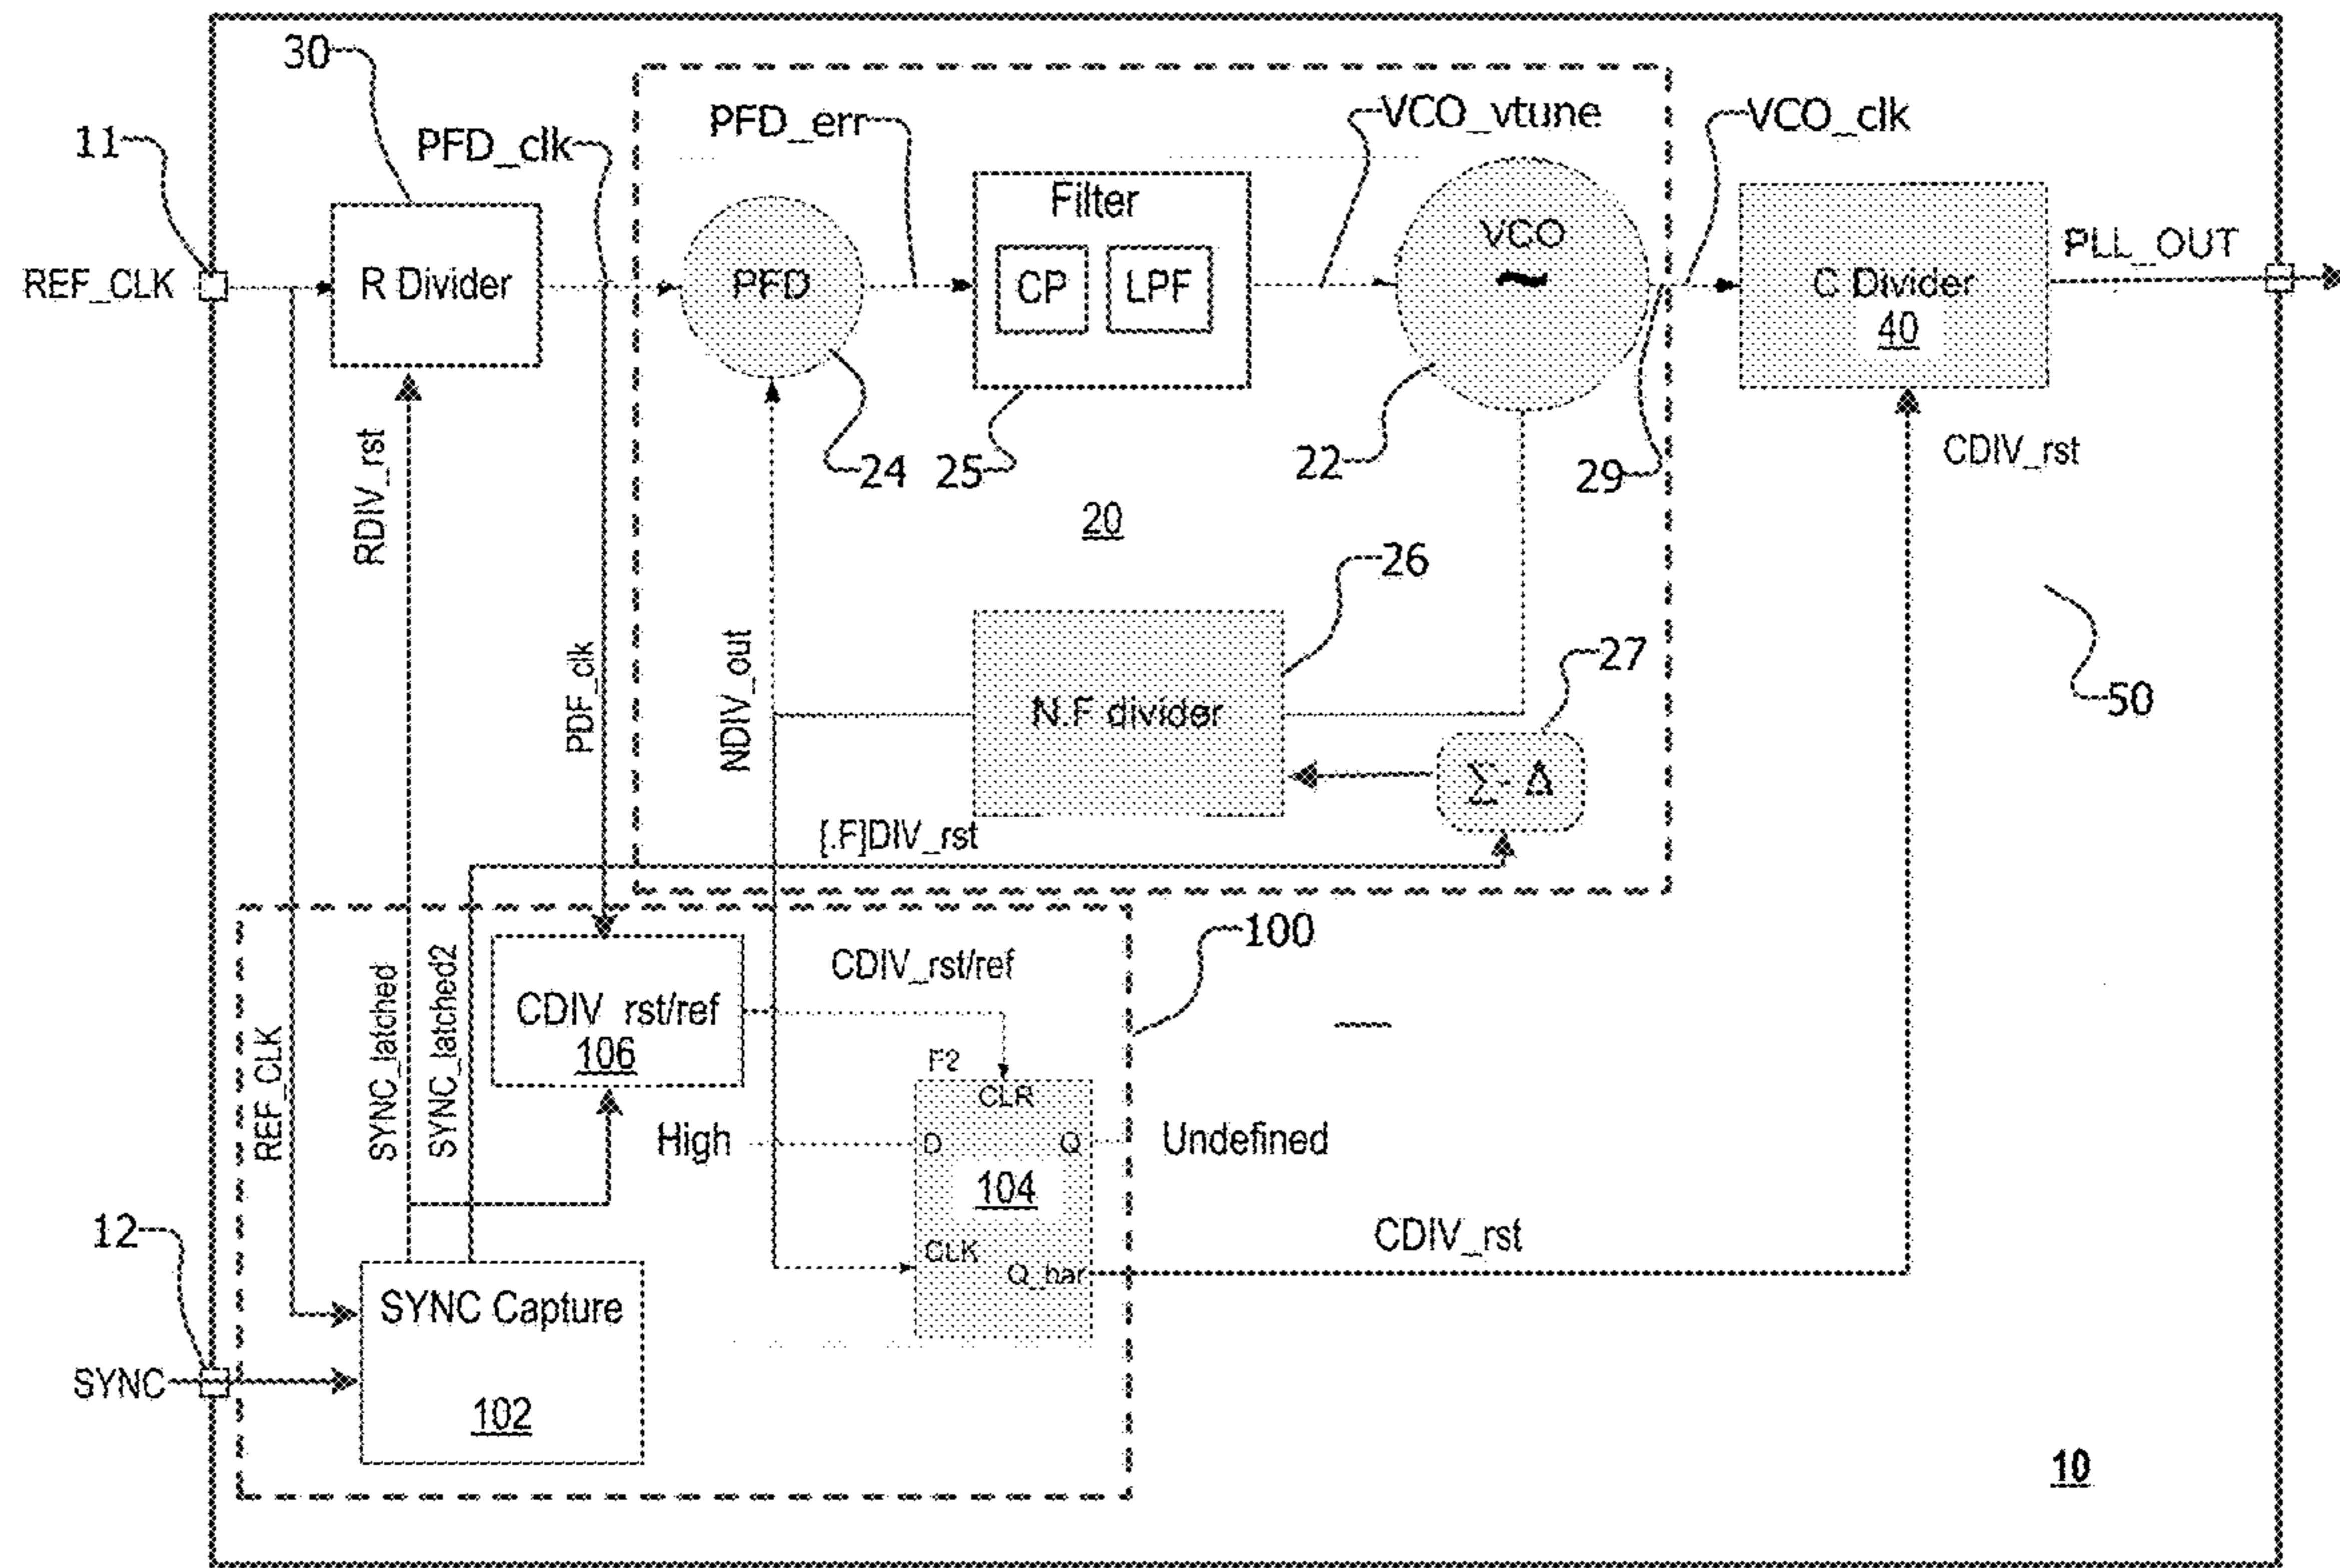 30
11
PFD_clk
PFD_err
VCO_vtune
VCO_clk
REF_CLK
R Divider
PFD
Filter
CP
LPF
VCO
~
C Divider
40
PLL_OUT
RDIV_rst
24
25
22
29
CDIV_rst
20
26
PDF_clk
NDIV_out
N.F divider
27
50
Σ- Δ
[.F]DIV_rst
100
REF_CLK
SYNC_latched
SYNC_latched2
CDIV_rst/ref
CDIV_rst/ref
106
F2
CLR
High
D
Q
Undefined
104
CLK
Q_bar
CDIV_rst
12
SYNC
SYNC Capture
102
10